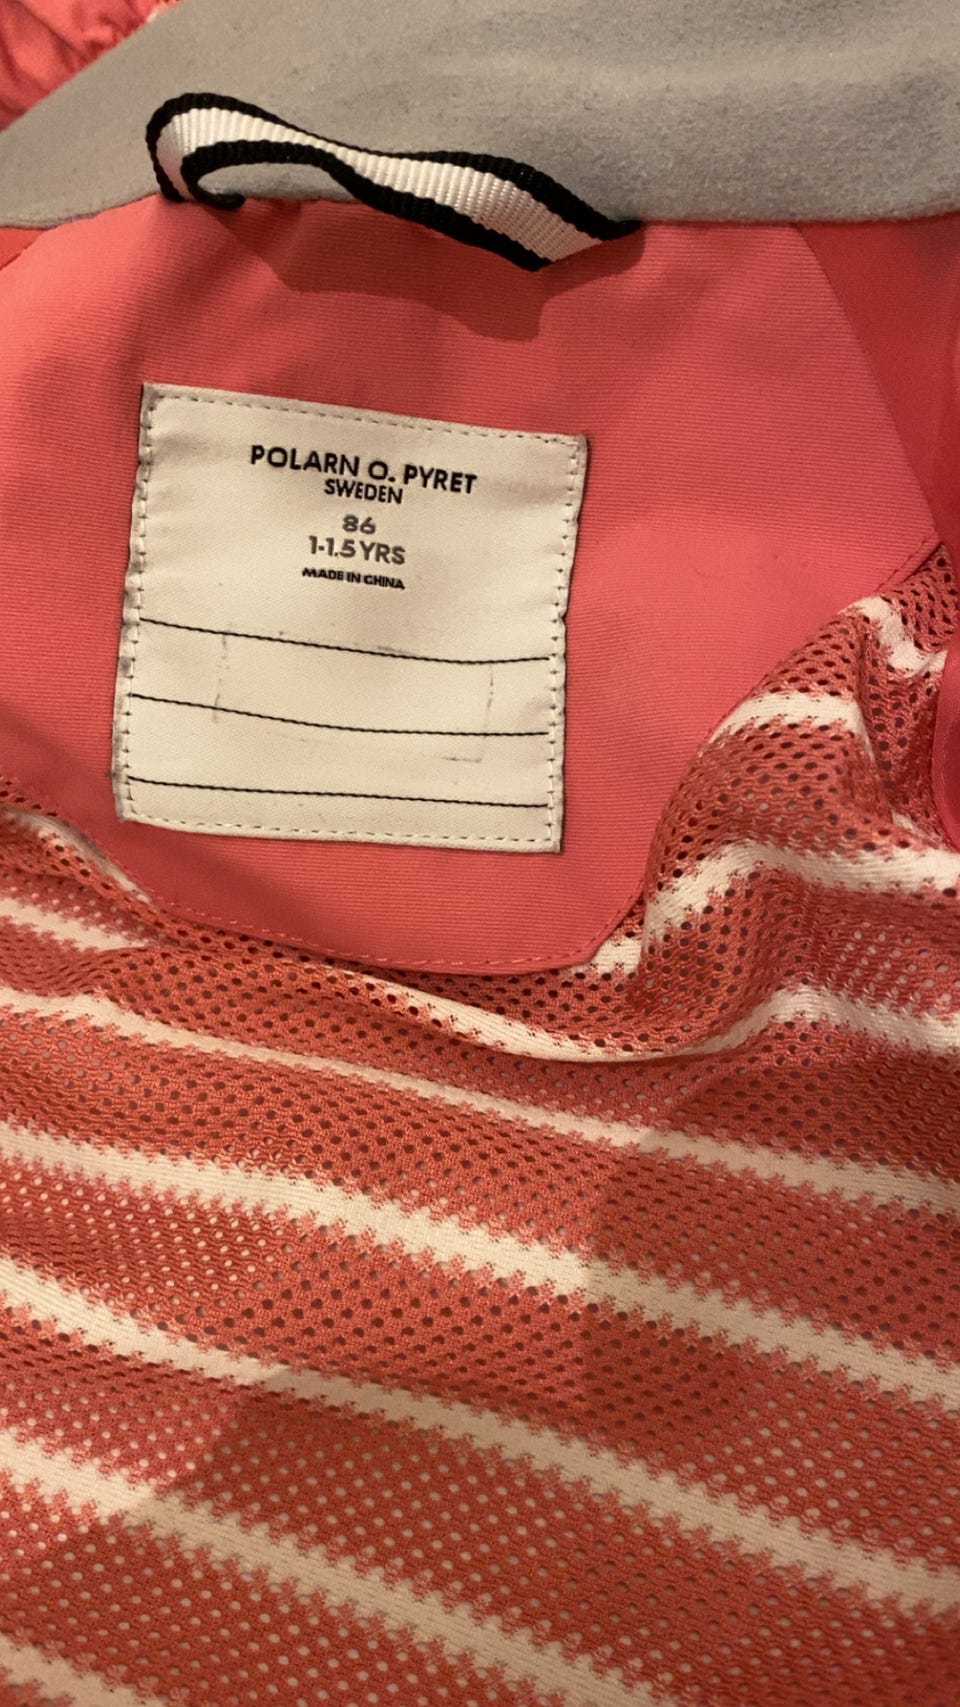 POLARN O. PYRET
SWEDEN
86
1-1.5 YRS
MADE IN CHINA